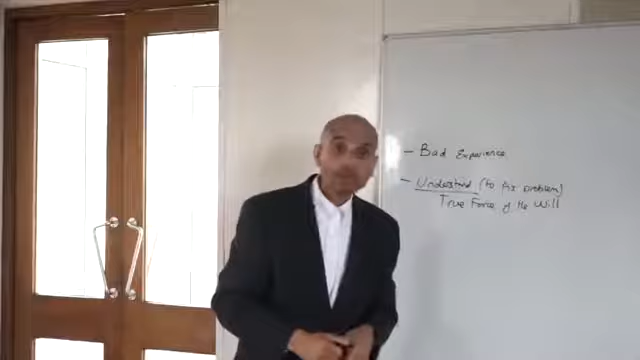 - Bad Experience
- Understand (to fix problem)
True Force of the Will